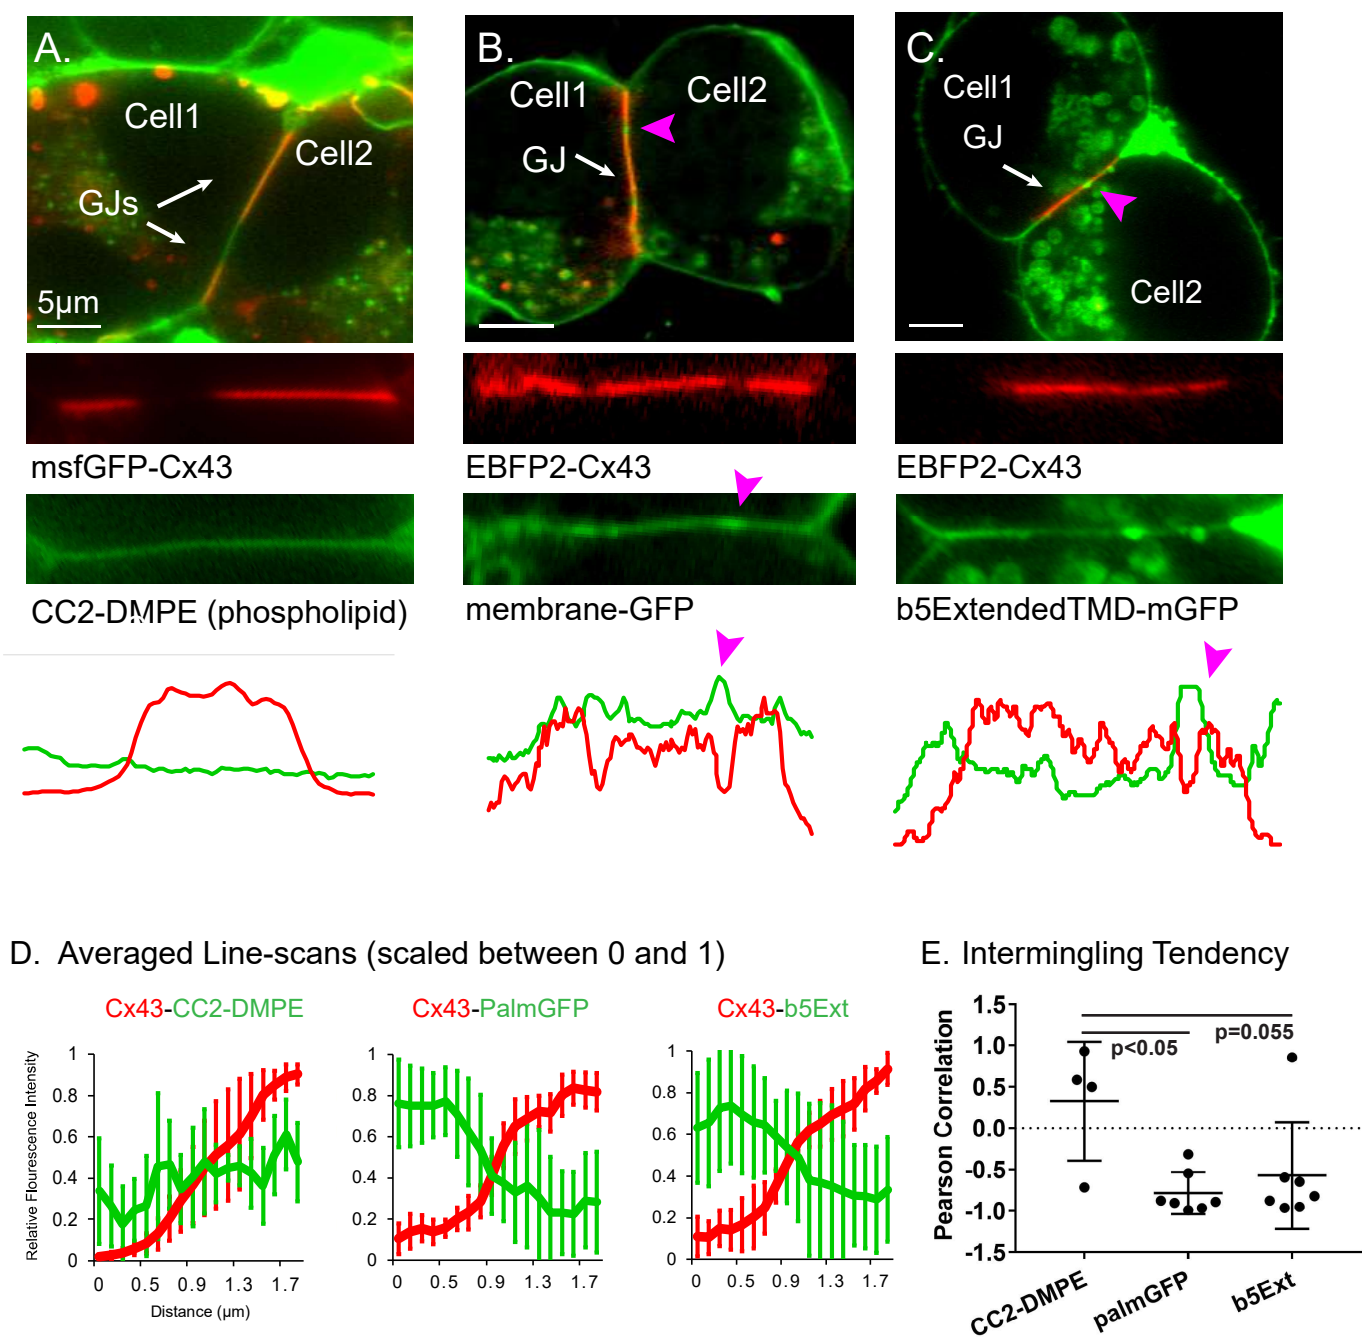 A.
Cell1
Cell2
GJs
5µm
B.
Cell1
Cell2
GJ
C.
Cell1
GJ
Cell2
msfGFP-Cx43
EBFP2-Cx43
EBFP2-Cx43
CC2-DMPE (phospholipid)
membrane-GFP
b5ExtendedTMD-mGFP
D. Averaged Line-scans (scaled between 0 and 1)
Cx43-CC2-DMPE
Cx43-PalmGFP
Cx43-b5Ext
Relative Flourescence Intensity
1
0.8
0.6
0.4
0.2
0
0 0.5 0.9 1.3 1.7
Distance (µm)
1
0.8
0.6
0.4
0.2
0
0 0.5 0.9 1.3 1.7
1
0.8
0.6
0.4
0.2
0
0 0.5 0.9 1.3 1.7
E. Intermingling Tendency
Pearson Correlation
1.5
1.0
0.5
0.0
-0.5
-1.0
-1.5
p<0.05
p=0.055
CC2-DMPE
palmGFP
b5Ext